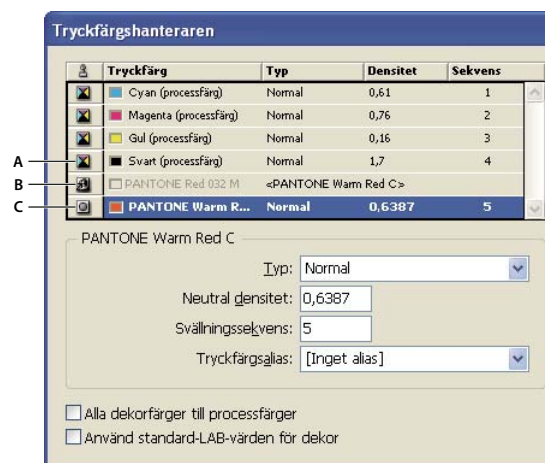 Tryckfärgshanteraren
Tryckfärg Typ Densitet Sekvens
Cyan (processfärg) Normal 0,61 1
Magenta (processfärg) Normal 0,76 2
Gul (processfärg) Normal 0,16 3
A Svart (processfärg) Normal 1,7 4
B PANTONE Red 032 M <PANTONE Warm Red C>
C PANTONE Warm R... Normal 0,6387 5
PANTONE Warm Red C
Typ: Normal
Neutral densitet: 0,6387
Svällningssekvens: 5
Tryckfärgsalias: [Inget alias]
Alla dekorfärger till processfärger
Använd standard-LAB-värden för dekor